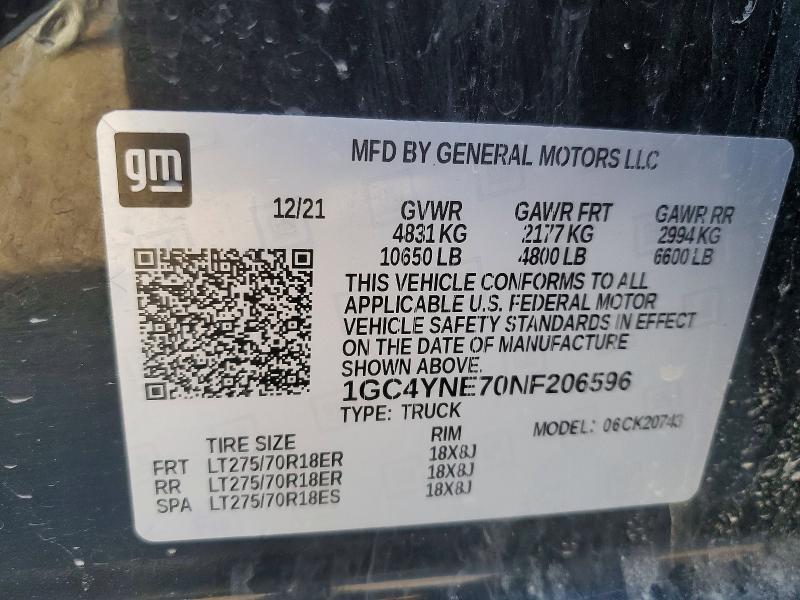 gm
MFD BY GENERAL MOTORS LLC
12/21 GVWR GAWR FRT GAWR RR
4831 KG 2177 KG 2994 KG
10650 LB 4800 LB 6600 LB
THIS VEHICLE CONFORMS TO ALL
APPLICABLE U.S. FEDERAL MOTOR
VEHICLE SAFETY STANDARDS IN EFFECT
ON THE DATE OF MANUFACTURE
SHOWN ABOVE.
1GC4YNE70NF206596
TYPE: TRUCK
MODEL: 06CK20743
TIRE SIZE RIM
FRT LT275/70R18ER 18X8J
RR LT275/70R18ER 18X8J
SPA LT275/70R18ES 18X8J